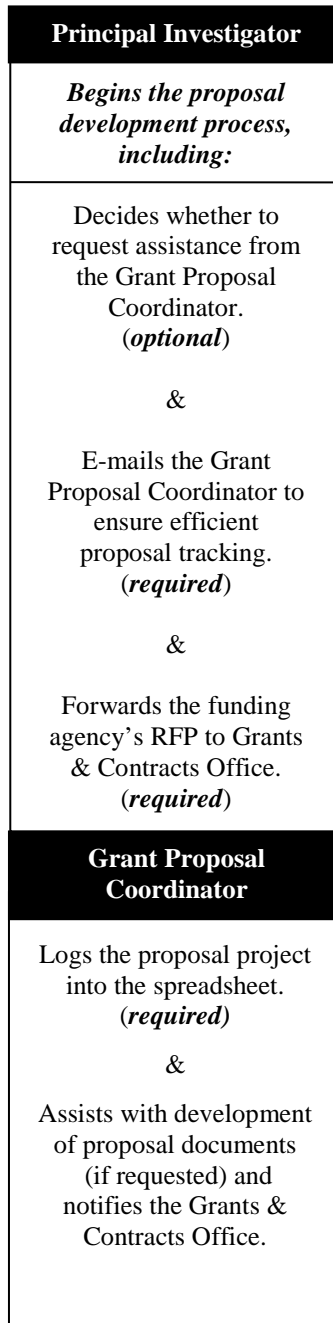 Principal Investigator
Begins the proposal
development process,
including:
Decides whether to
request assistance from
the Grant Proposal
Coordinator.
(optional)
&
E-mails the Grant
Proposal Coordinator to
ensure efficient
proposal tracking.
(required)
&
Forwards the funding
agency’s RFP to Grants
& Contracts Office.
(required)
Grant Proposal
Coordinator
Logs the proposal project
into the spreadsheet.
(required)
&
Assists with development
of proposal documents
(if requested) and
notifies the Grants &
Contracts Office.